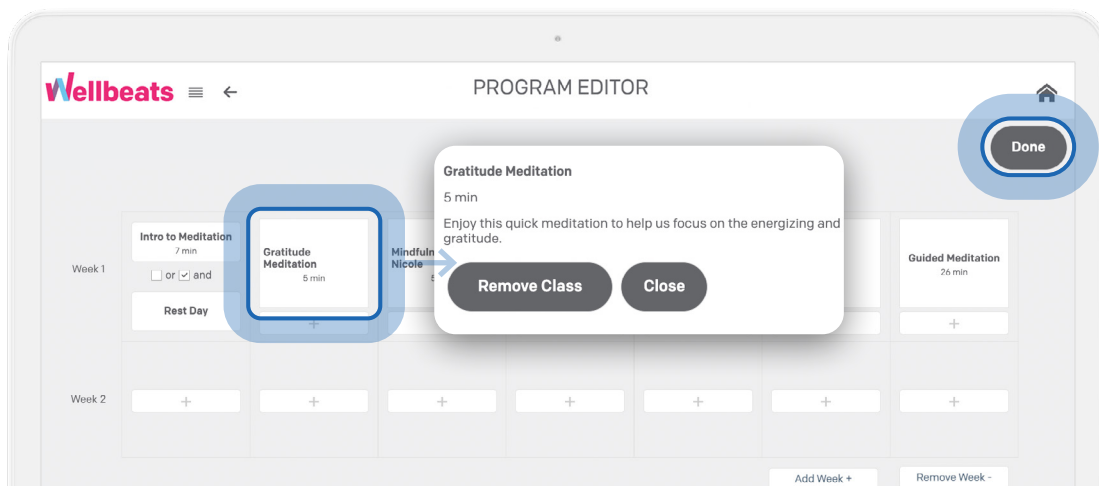 Wellbeats
PROGRAM EDITOR
Done
Gratitude Meditation
5 min
Enjoy this quick meditation to help us focus on the energizing and
gratitude.
Remove Class
Close
Week 1
Intro to Meditation
7 min
or and
Rest Day
Gratitude
Meditation
5 min
+
Nicole
Guided Meditation
26 min
+
Week 2
+
+
+
+
+
+
+
Add Week +
Remove Week -